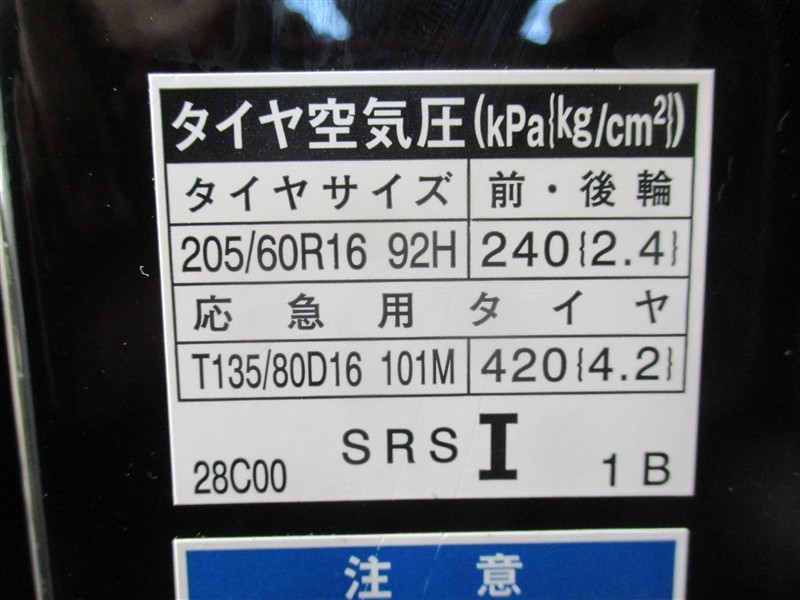 タイヤ空気圧(kPa{kg/cm²})
タイヤサイズ 前・後輪
205/60R16 92H 240{2.4}
応急用タイヤ
T135/80D16 101M 420{4.2}
SRS I
28C00 1B
注意